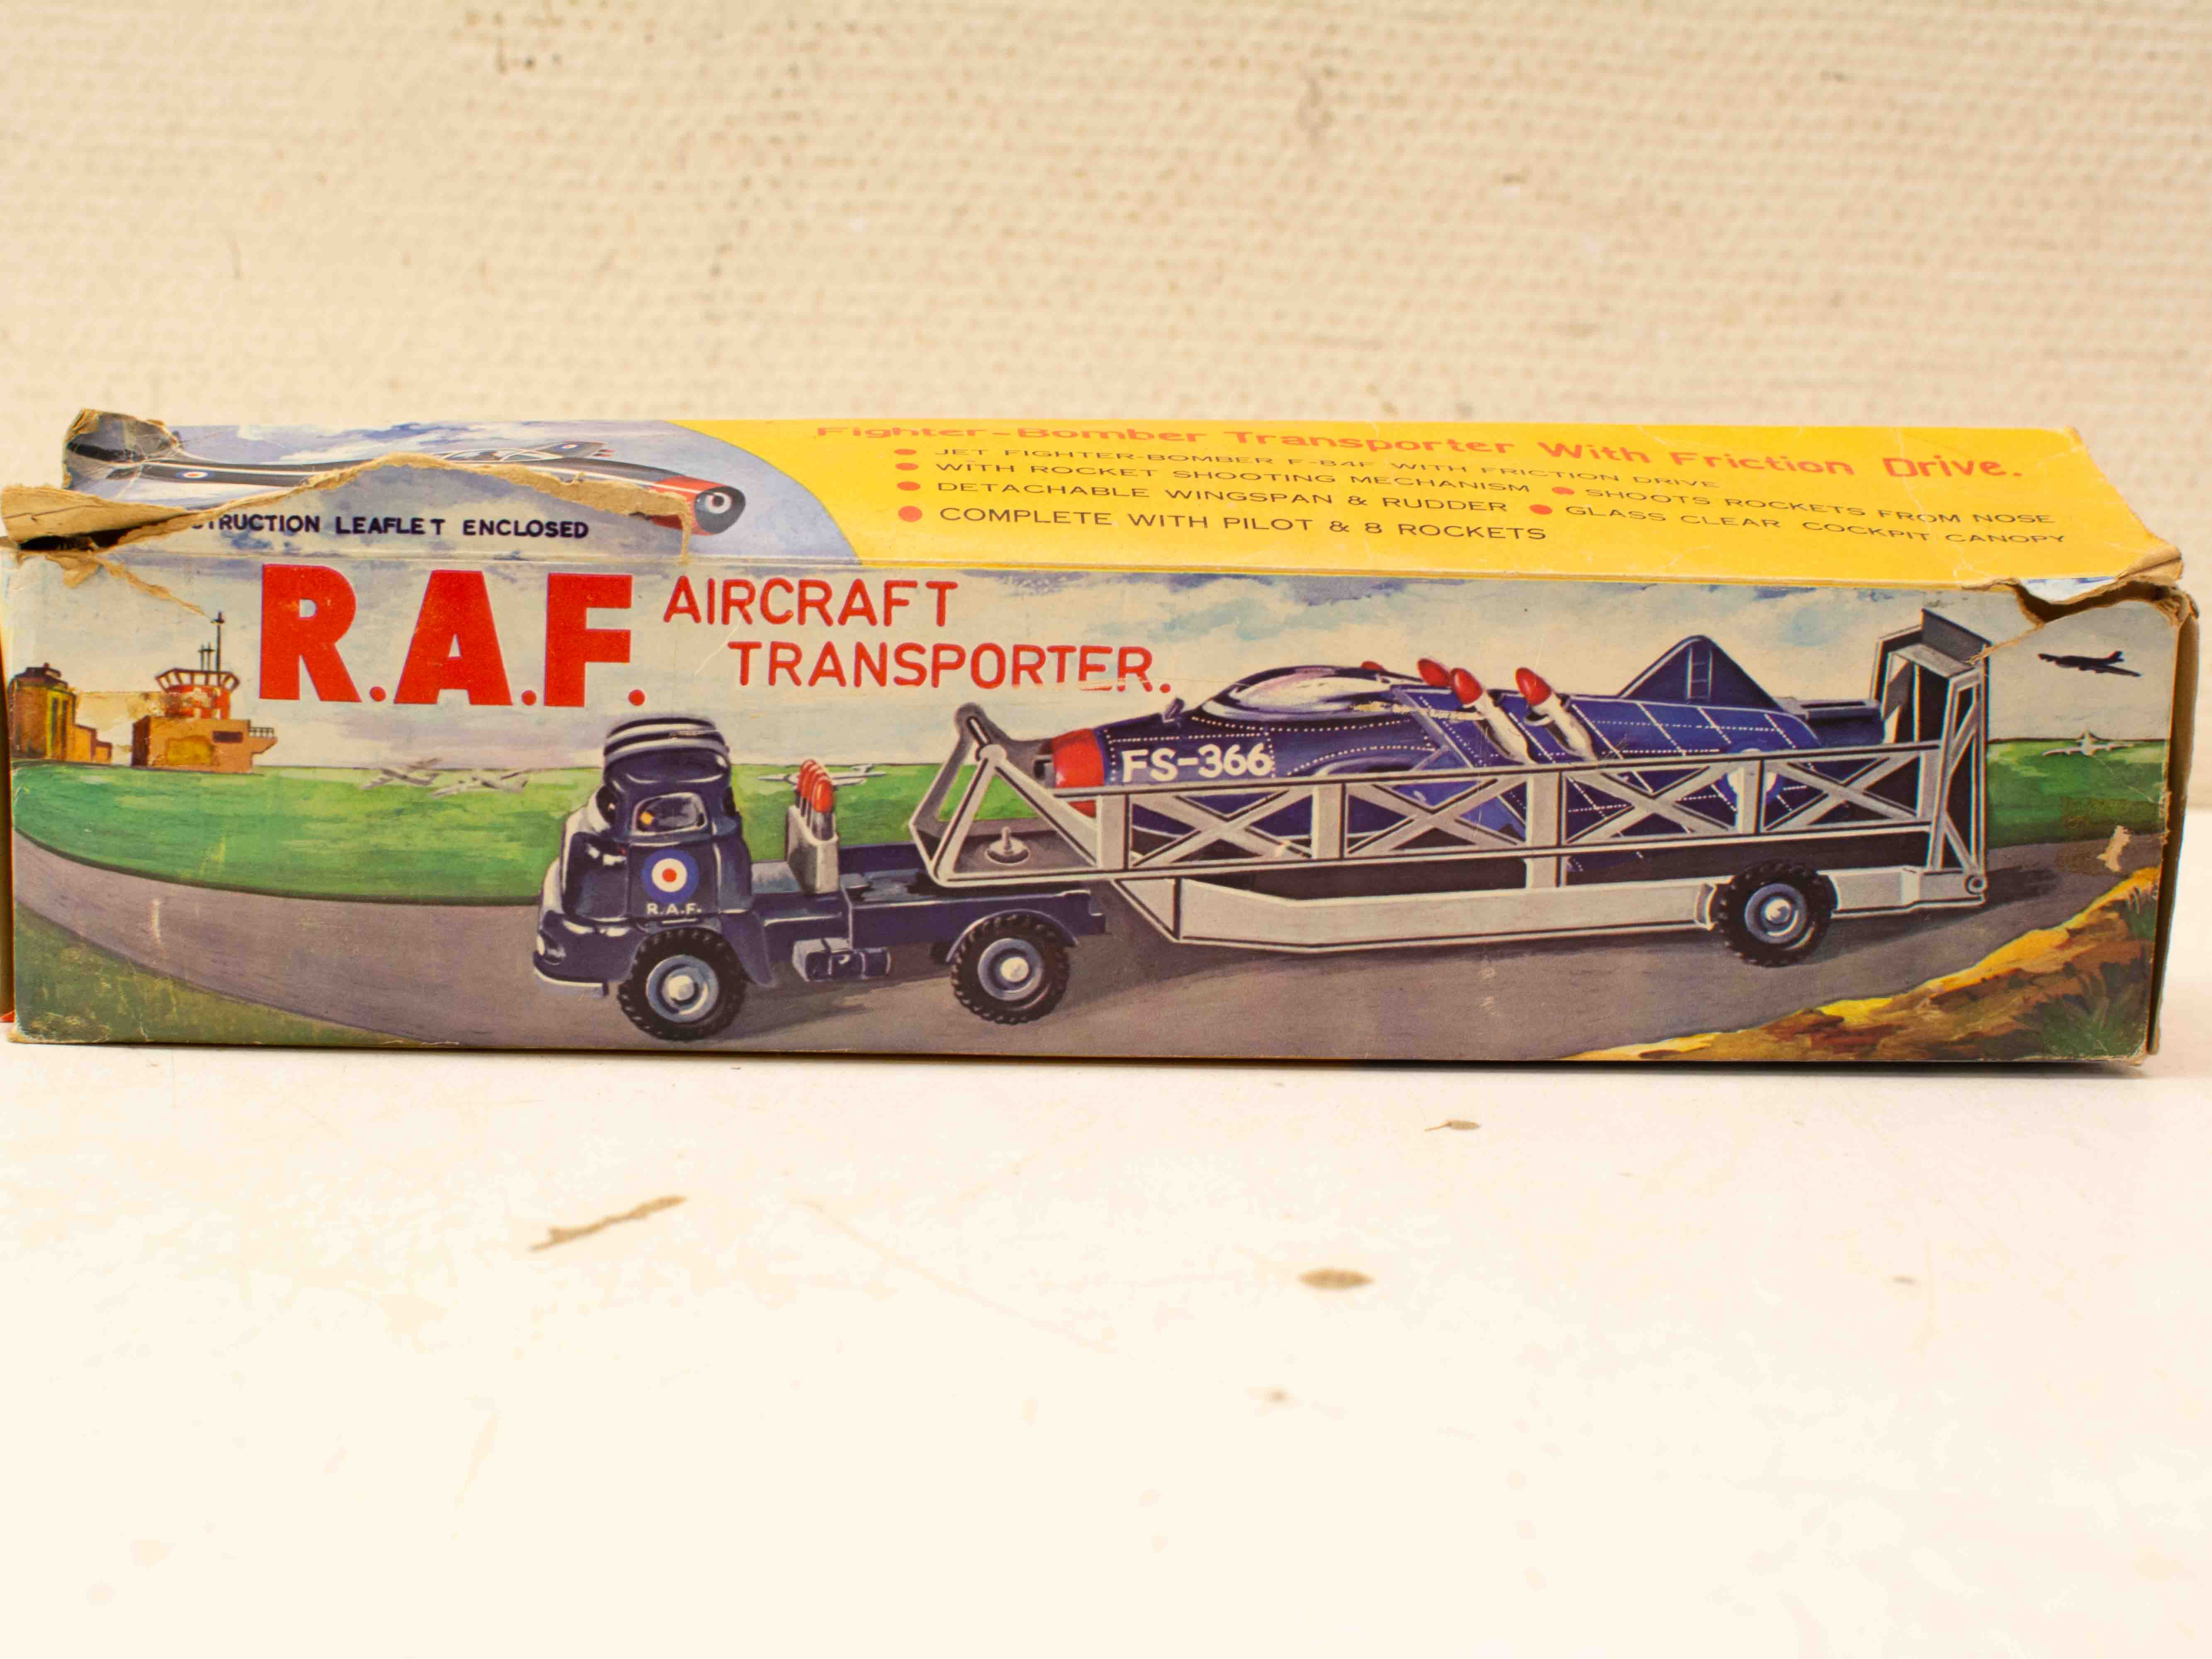 Fighter-Bomber Transporter With Friction Drive.
JET FIGHTER-BOMBER F-84F WITH FRICTION DRIVE
WITH ROCKET SHOOTING MECHANISM
SHOOTS ROCKETS FROM NOSE
DETACHABLE WINGSPAN & RUDDER
GLASS CLEAR COCKPIT CANOPY
COMPLETE WITH PILOT & 8 ROCKETS
LEAFLET ENCLOSED
R.A.F. AIRCRAFT
TRANSPORTER.
FS-366
R.A.F.